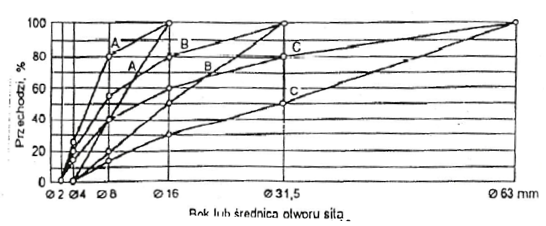 100
80
60
40
20
0
Przechodzi, %
A
A
B
B
C
C
Ø 2 Ø4 Ø 8 Ø 16 Ø 31,5 Ø 63 mm
Bok lub średnica otworu sita